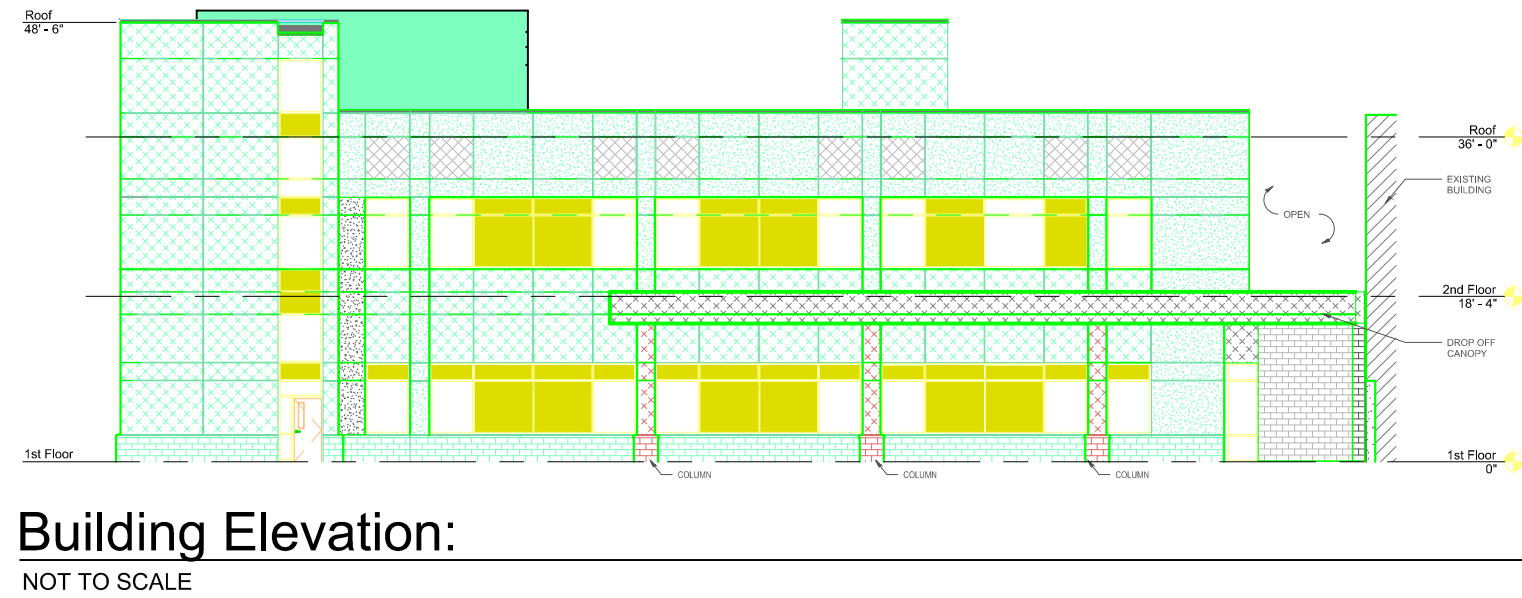 Roof
48' - 6"
Roof
36' - 0"
EXISTING
BUILDING
OPEN
2nd Floor
18' - 4"
DROP OFF
CANOPY
1st Floor
1st Floor
0"
COLUMN
COLUMN
COLUMN
Building Elevation:
NOT TO SCALE